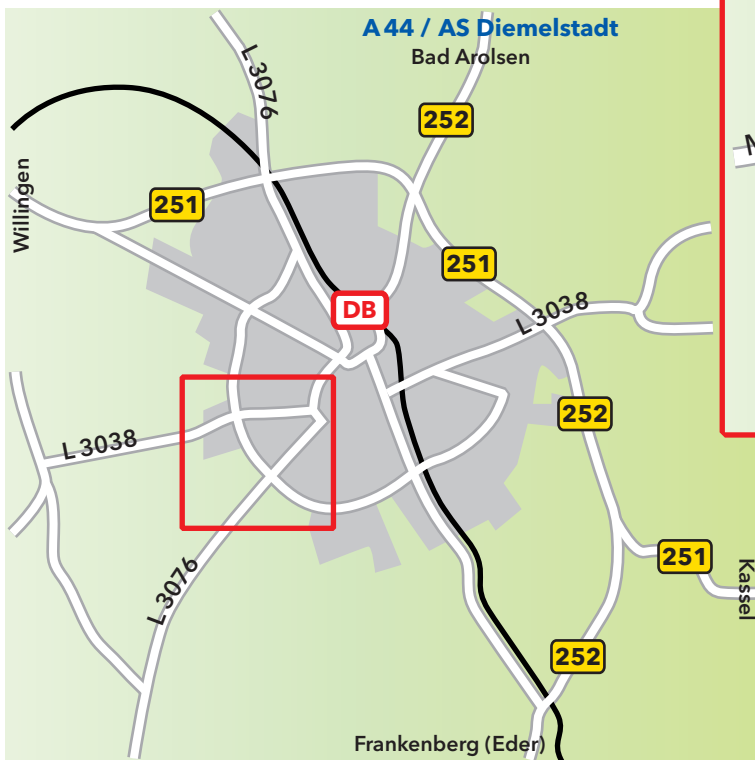 A 44 / AS Diemelstadt
Bad Arolsen
L 3076
252
Willingen
251
251
DB
L 3038
252
L 3038
251
L 3076
Kassel
252
Frankenberg (Eder)